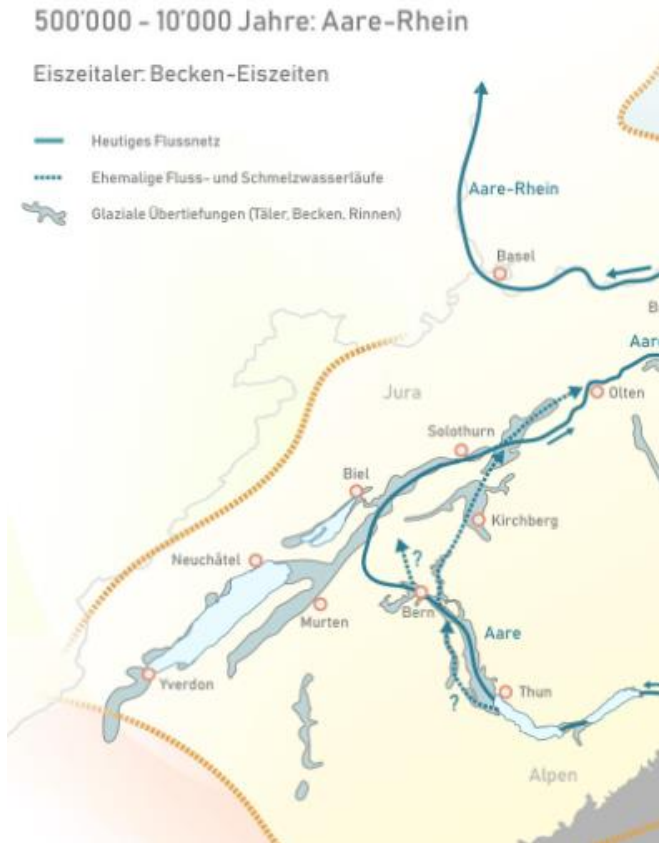 500'000 - 10'000 Jahre: Aare-Rhein
Eiszeitaler: Becken-Eiszeiten
Heutiges Flussnetz
Ehemalige Fluss- und Schmelzwasserläufe
Glaziale Übertiefungen (Täler, Becken, Rinnen)
Aare-Rhein
Basel
B
Aare
Jura
Olten
Solothurn
Biel
Kirchberg
Neuchâtel
?
Bern
Murten
Aare
Yverdon
?
Thun
Alpen